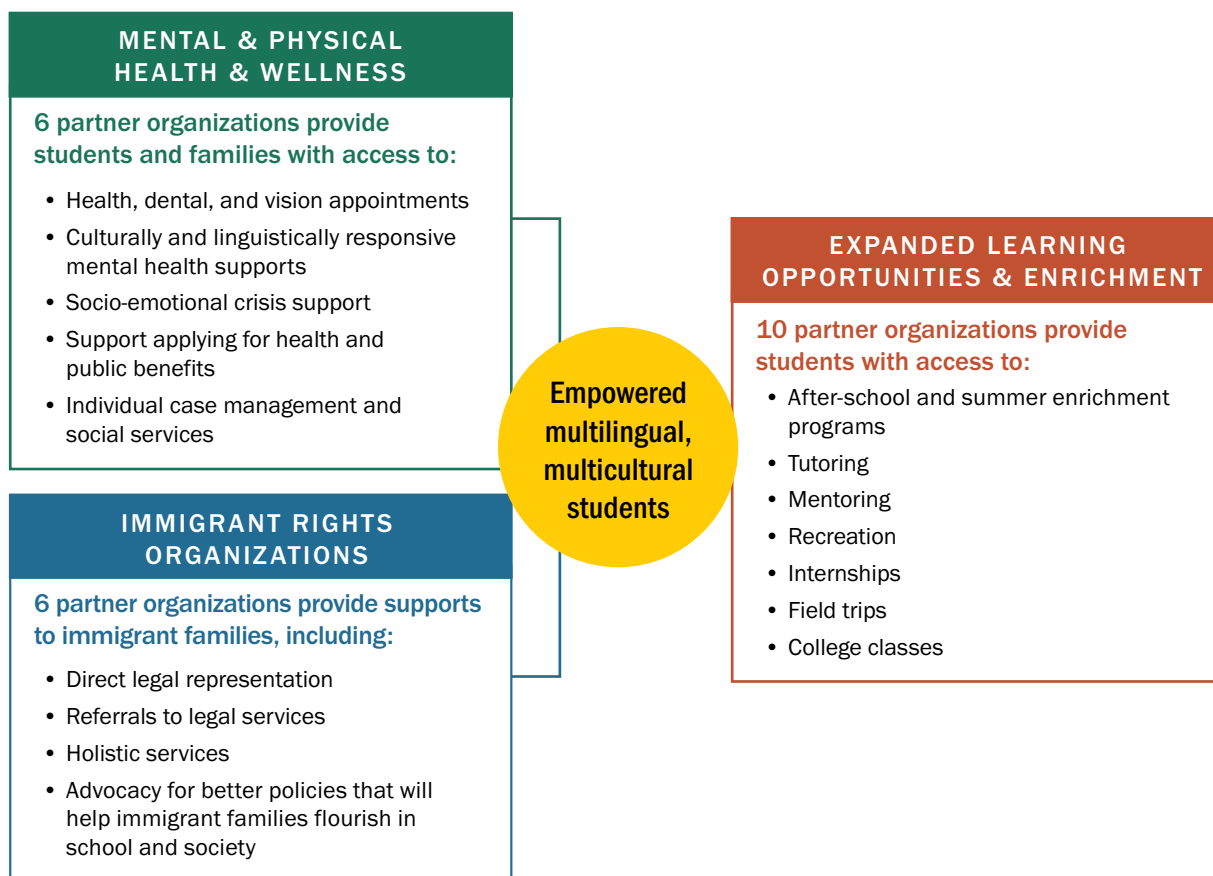 MENTAL & PHYSICAL
HEALTH & WELLNESS
6 partner organizations provide
students and families with access to:
• Health, dental, and vision appointments
• Culturally and linguistically responsive
mental health supports
• Socio-emotional crisis support
• Support applying for health and
public benefits
• Individual case management and
social services
IMMIGRANT RIGHTS
ORGANIZATIONS
6 partner organizations provide supports
to immigrant families, including:
• Direct legal representation
• Referrals to legal services
• Holistic services
• Advocacy for better policies that will
help immigrant families flourish in
school and society
Empowered
multilingual,
multicultural
students
EXPANDED LEARNING
OPPORTUNITIES & ENRICHMENT
10 partner organizations provide
students with access to:
• After-school and summer enrichment
programs
• Tutoring
• Mentoring
• Recreation
• Internships
• Field trips
• College classes